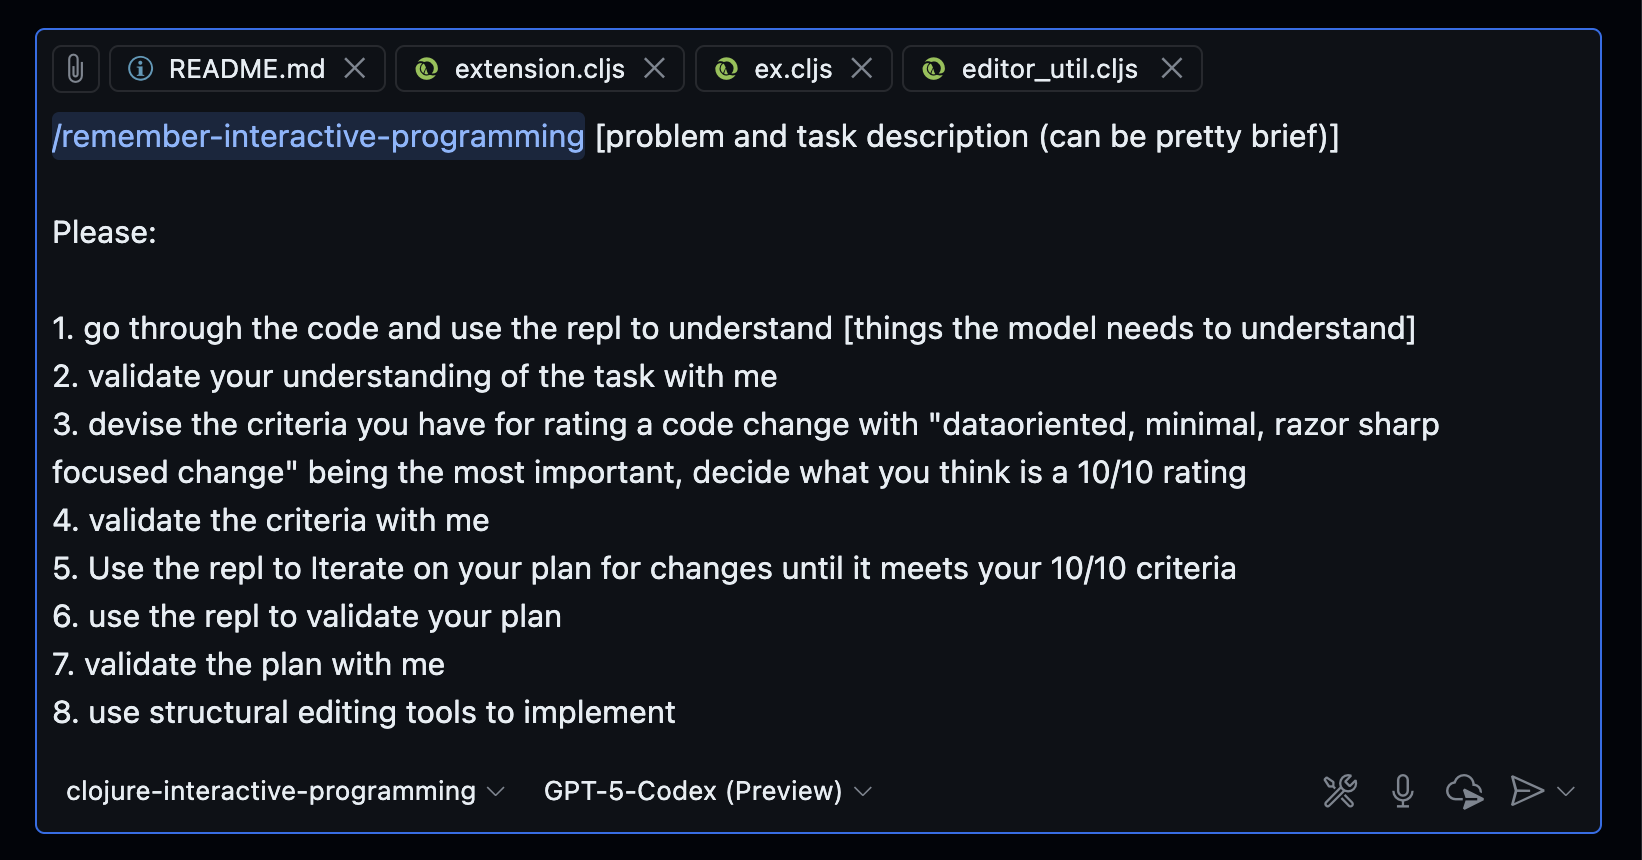 README.md extension.cljs ex.cljs editor_util.cljs
/remember-interactive-programming [problem and task description (can be pretty brief)]
Please:
1. go through the code and use the repl to understand [things the model needs to understand]
2. validate your understanding of the task with me
3. devise the criteria you have for rating a code change with "dataoriented, minimal, razor sharp
focused change" being the most important, decide what you think is a 10/10 rating
4. validate the criteria with me
5. Use the repl to Iterate on your plan for changes until it meets your 10/10 criteria
6. use the repl to validate your plan
7. validate the plan with me
8. use structural editing tools to implement
clojure-interactive-programming GPT-5-Codex (Preview)